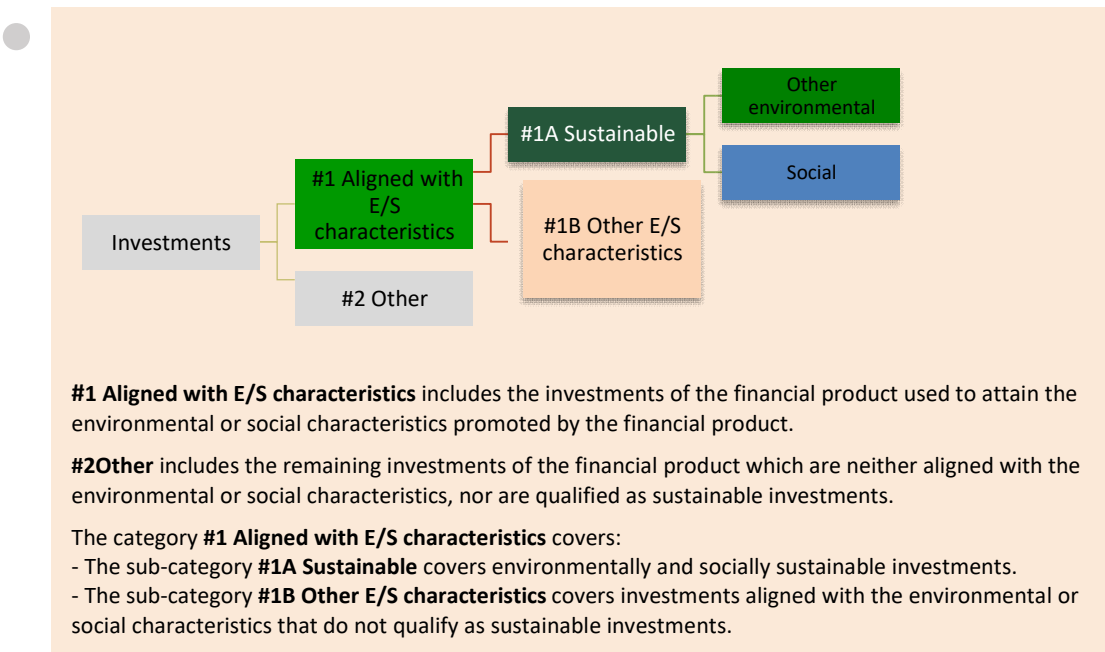 Other
environmental
#1A Sustainable
Social
#1 Aligned with
E/S
characteristics
#1B Other E/S
characteristics
Investments
#2 Other
#1 Aligned with E/S characteristics includes the investments of the financial product used to attain the
environmental or social characteristics promoted by the financial product.
#2Other includes the remaining investments of the financial product which are neither aligned with the
environmental or social characteristics, nor are qualified as sustainable investments.
The category #1 Aligned with E/S characteristics covers:
- The sub-category #1A Sustainable covers environmentally and socially sustainable investments.
- The sub-category #1B Other E/S characteristics covers investments aligned with the environmental or
social characteristics that do not qualify as sustainable investments.